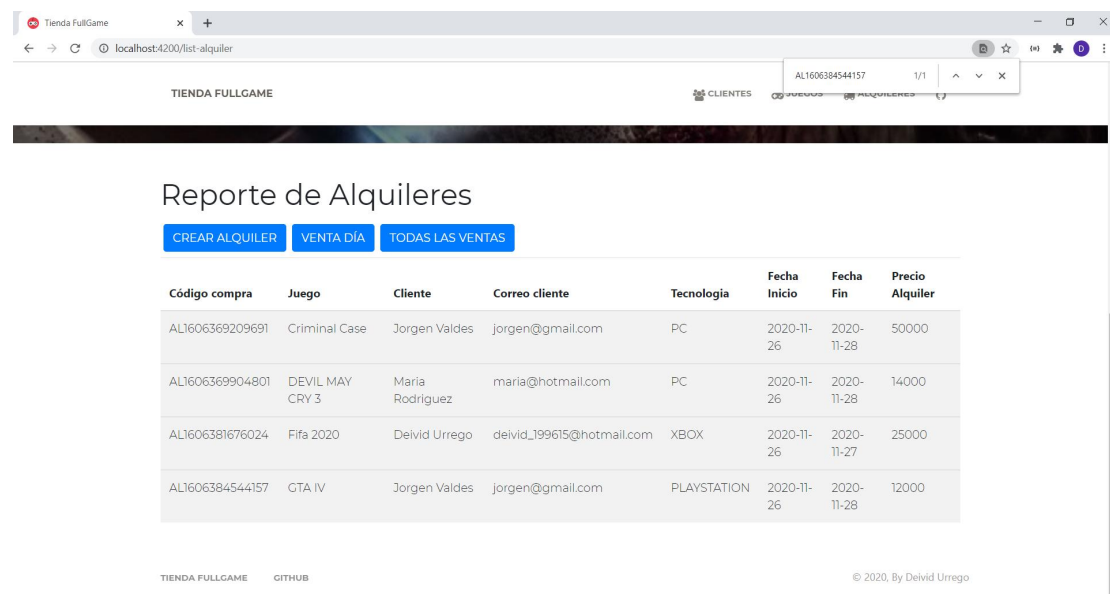 Tienda FullGame
localhost:4200/list-alquiler
D
AL1606384544157 1/1
TIENDA FULLGAME
CLIENTES JUEGOS ALQUILERES
Reporte de Alquileres
CREAR ALQUILER VENTA DÍA TODAS LAS VENTAS
Código compra Juego Cliente Correo cliente Tecnologia Fecha Inicio Fecha Fin Precio Alquiler
AL1606369209691 Criminal Case Jorgen Valdes jorgen@gmail.com PC 2020-11-26 2020-11-28 50000
AL1606369904801 DEVIL MAY CRY 3 Maria Rodriguez maria@hotmail.com PC 2020-11-26 2020-11-28 14000
AL1606381676024 Fifa 2020 Deivid Urrego deivid_199615@hotmail.com XBOX 2020-11-26 2020-11-27 25000
AL1606384544157 GTA IV Jorgen Valdes jorgen@gmail.com PLAYSTATION 2020-11-26 2020-11-28 12000
TIENDA FULLGAME GITHUB © 2020, By Deivid Urrego